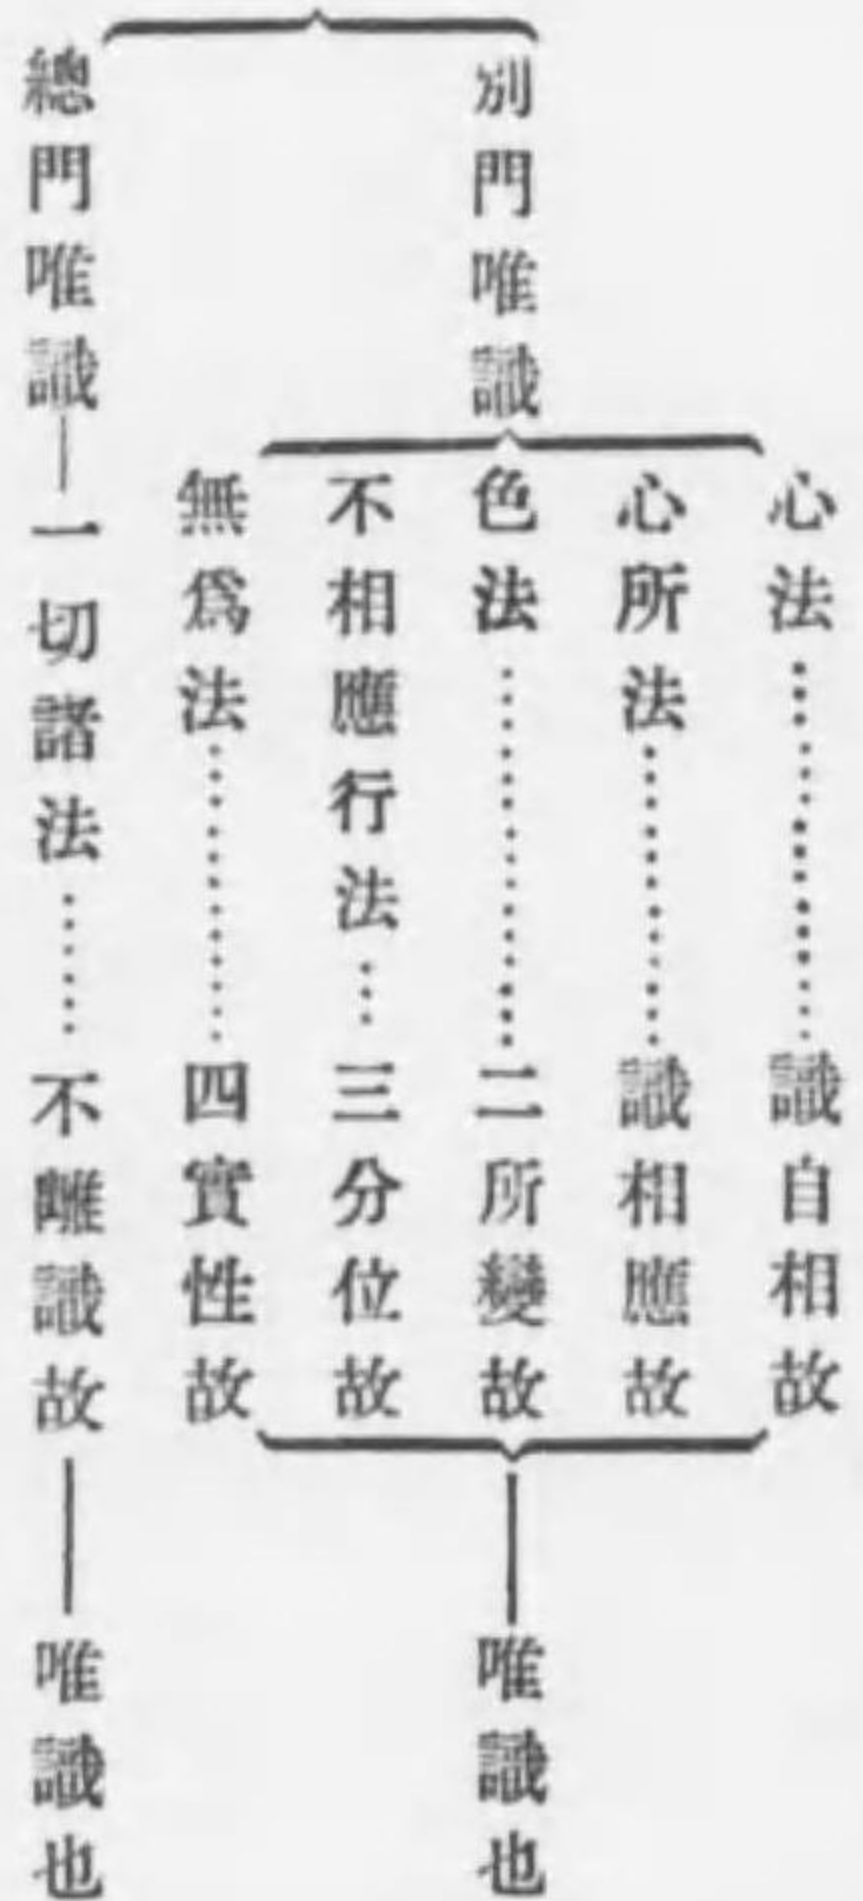 別門唯識
心法……識自相故
心所法……識相應故
色法……二所變故
不相應行法…三分位故
無爲法……四實性故
唯識也
總門唯識—一切諸法……不離識故—唯識也